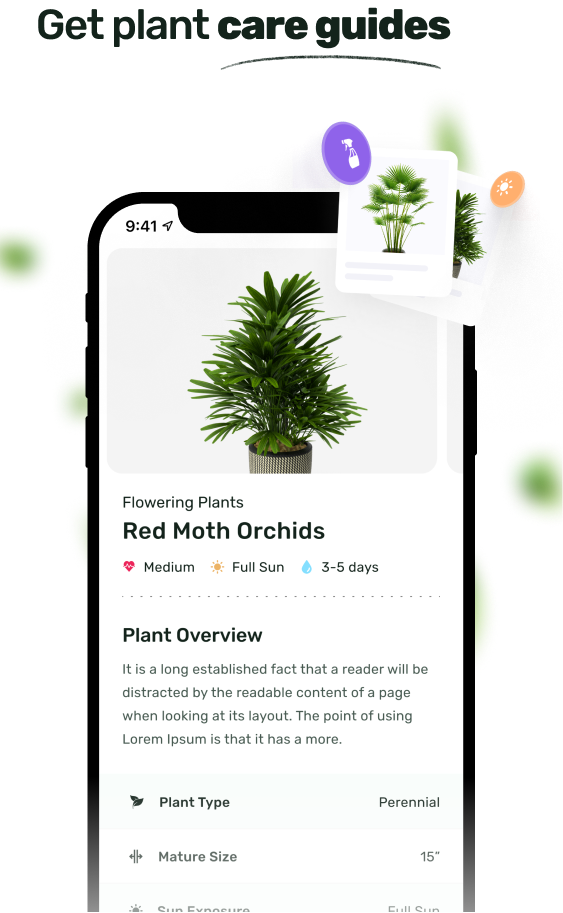 Get plant care guides
9:41
Flowering Plants
Red Moth Orchids
Medium Full Sun 3-5 days
Plant Overview
It is a long established fact that a reader will be
distracted by the readable content of a page
when looking at its layout. The point of using
Lorem Ipsum is that it has a more.
Plant Type Perennial
Mature Size 15“
Sun Exposure Full Sun